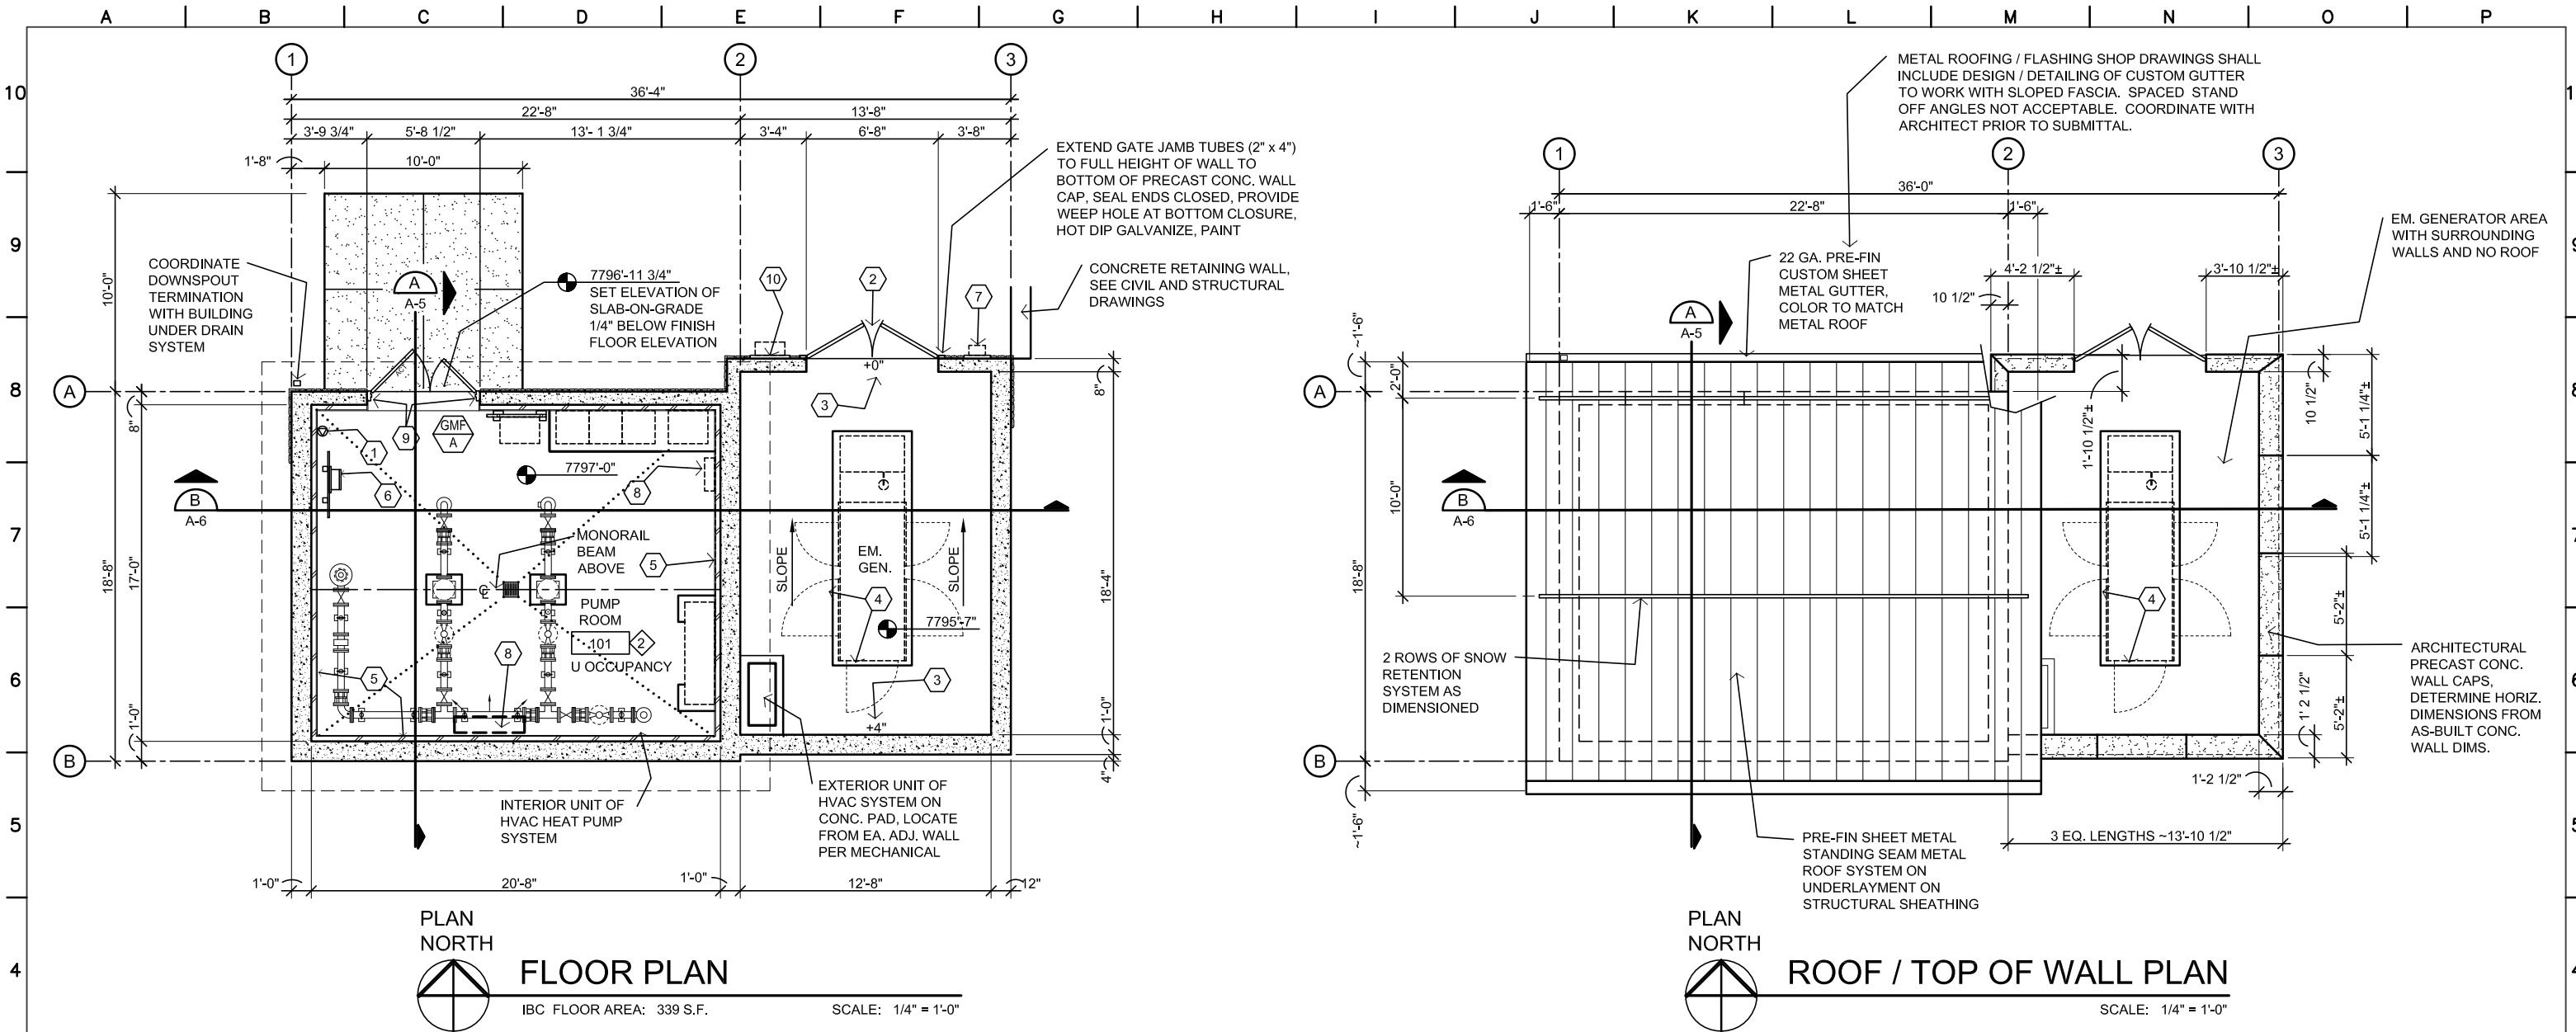 A B C D E F G H I J K L M N O P
10
9
8
7
6
5
4
1 2 3
36'-4"
22'-8" 13'-8"
3'-9 3/4" 5'-8 1/2" 13'- 1 3/4" 3'-4" 6'-8" 3'-8"
1'-8" 10'-0"
EXTEND GATE JAMB TUBES (2" x 4")
TO FULL HEIGHT OF WALL TO
BOTTOM OF PRECAST CONC. WALL
CAP, SEAL ENDS CLOSED, PROVIDE
WEEP HOLE AT BOTTOM CLOSURE,
HOT DIP GALVANIZE, PAINT
CONCRETE RETAINING WALL,
SEE CIVIL AND STRUCTURAL
DRAWINGS
COORDINATE
DOWNSPOUT
TERMINATION
WITH BUILDING
UNDER DRAIN
SYSTEM
10'-0"
A
A-5
7796'-11 3/4"
SET ELEVATION OF
SLAB-ON-GRADE
1/4" BELOW FINISH
FLOOR ELEVATION
10 2 7
ACT
A
8"
+0"
8"
3
9
GMF
A
1
6
7797'-0"
8
B
A-6
MONORAIL
BEAM
ABOVE
5
SLOPE
EM.
GEN.
SLOPE
18'-8"
17'-0"
18'-4"
CL
4
PUMP
ROOM
101 2
U OCCUPANCY
7795'-7"
8
5
3
+4"
1'-0"
1'-0"
4"
B
INTERIOR UNIT OF
HVAC HEAT PUMP
SYSTEM
EXTERIOR UNIT OF
HVAC SYSTEM ON
CONC. PAD, LOCATE
FROM EA. ADJ. WALL
PER MECHANICAL
1'-0" 20'-8" 1'-0" 12'-8" 12"
PLAN
NORTH
FLOOR PLAN
IBC FLOOR AREA: 339 S.F. SCALE: 1/4" = 1'-0"
METAL ROOFING / FLASHING SHOP DRAWINGS SHALL
INCLUDE DESIGN / DETAILING OF CUSTOM GUTTER
TO WORK WITH SLOPED FASCIA. SPACED STAND
OFF ANGLES NOT ACCEPTABLE. COORDINATE WITH
ARCHITECT PRIOR TO SUBMITTAL.
1 2 3
36'-0"
1'-6" 22'-8" 1'-6"
EM. GENERATOR AREA
WITH SURROUNDING
WALLS AND NO ROOF
22 GA. PRE-FIN
CUSTOM SHEET
METAL GUTTER,
COLOR TO MATCH
METAL ROOF
4'-2 1/2"± 3'-10 1/2"±
10 1/2"
A
A-5
~1'-6"
2'-0"
A
10 1/2"
5'-1 1/4"±
1'-10 1/2"±
10'-0"
B
A-6
5'-1 1/4"±
18'-8"
4
5'-2"±
2 ROWS OF SNOW
RETENTION
SYSTEM AS
DIMENSIONED
ARCHITECTURAL
PRECAST CONC.
WALL CAPS,
DETERMINE HORIZ.
DIMENSIONS FROM
AS-BUILT CONC.
WALL DIMS.
1' 2 1/2"
5'-2"±
B
1'-2 1/2"
~1'-6"
PRE-FIN SHEET METAL
STANDING SEAM METAL
ROOF SYSTEM ON
UNDERLAYMENT ON
STRUCTURAL SHEATHING
3 EQ. LENGTHS ~13'-10 1/2"
PLAN
NORTH
ROOF / TOP OF WALL PLAN
SCALE: 1/4" = 1'-0"